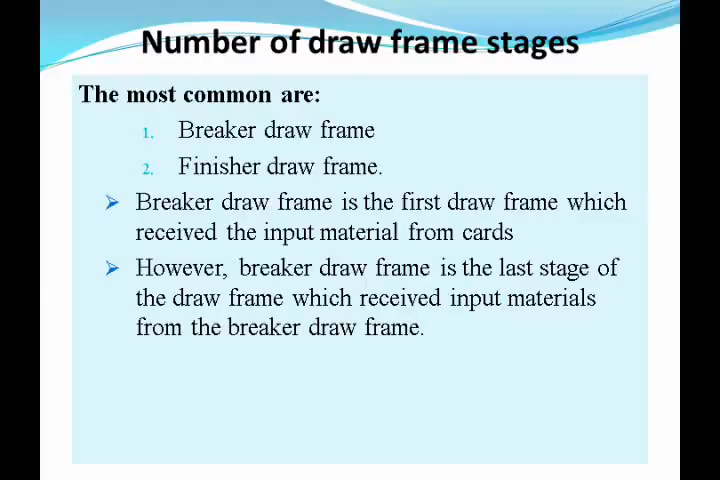 Number of draw frame stages
The most common are:
1. Breaker draw frame
2. Finisher draw frame.
➢ Breaker draw frame is the first draw frame which
received the input material from cards
➢ However, breaker draw frame is the last stage of
the draw frame which received input materials
from the breaker draw frame.